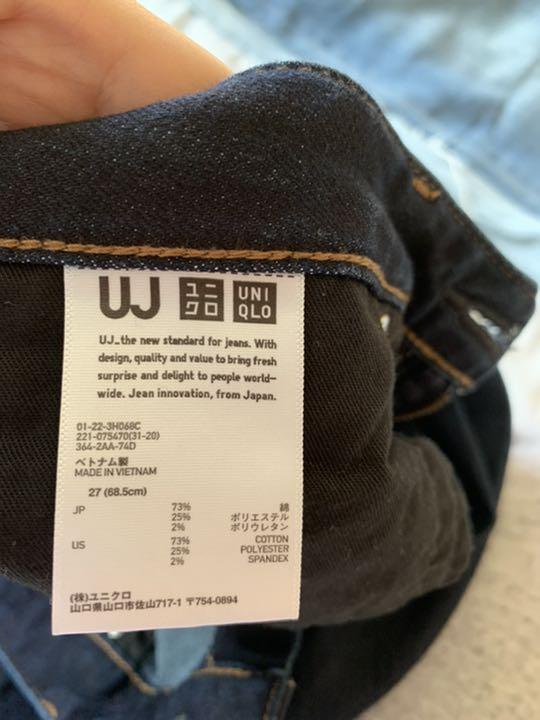 UJ ユニクロ UNIQLO
UJ_the new standard for jeans. With
design, quality and value to bring fresh
surprise and delight to people world-
wide. Jean innovation, from Japan.
01-22-3H068C
221-075470(31-20)
364-2AA-74D
ベトナム製
MADE IN VIETNAM
27 (68.5cm)
JP 73% 綿
25% ポリエステル
2% ポリウレタン
US 73% COTTON
25% POLYESTER
2% SPANDEX
(株)ユニクロ
山口県山口市佐山717-1 〒754-0894